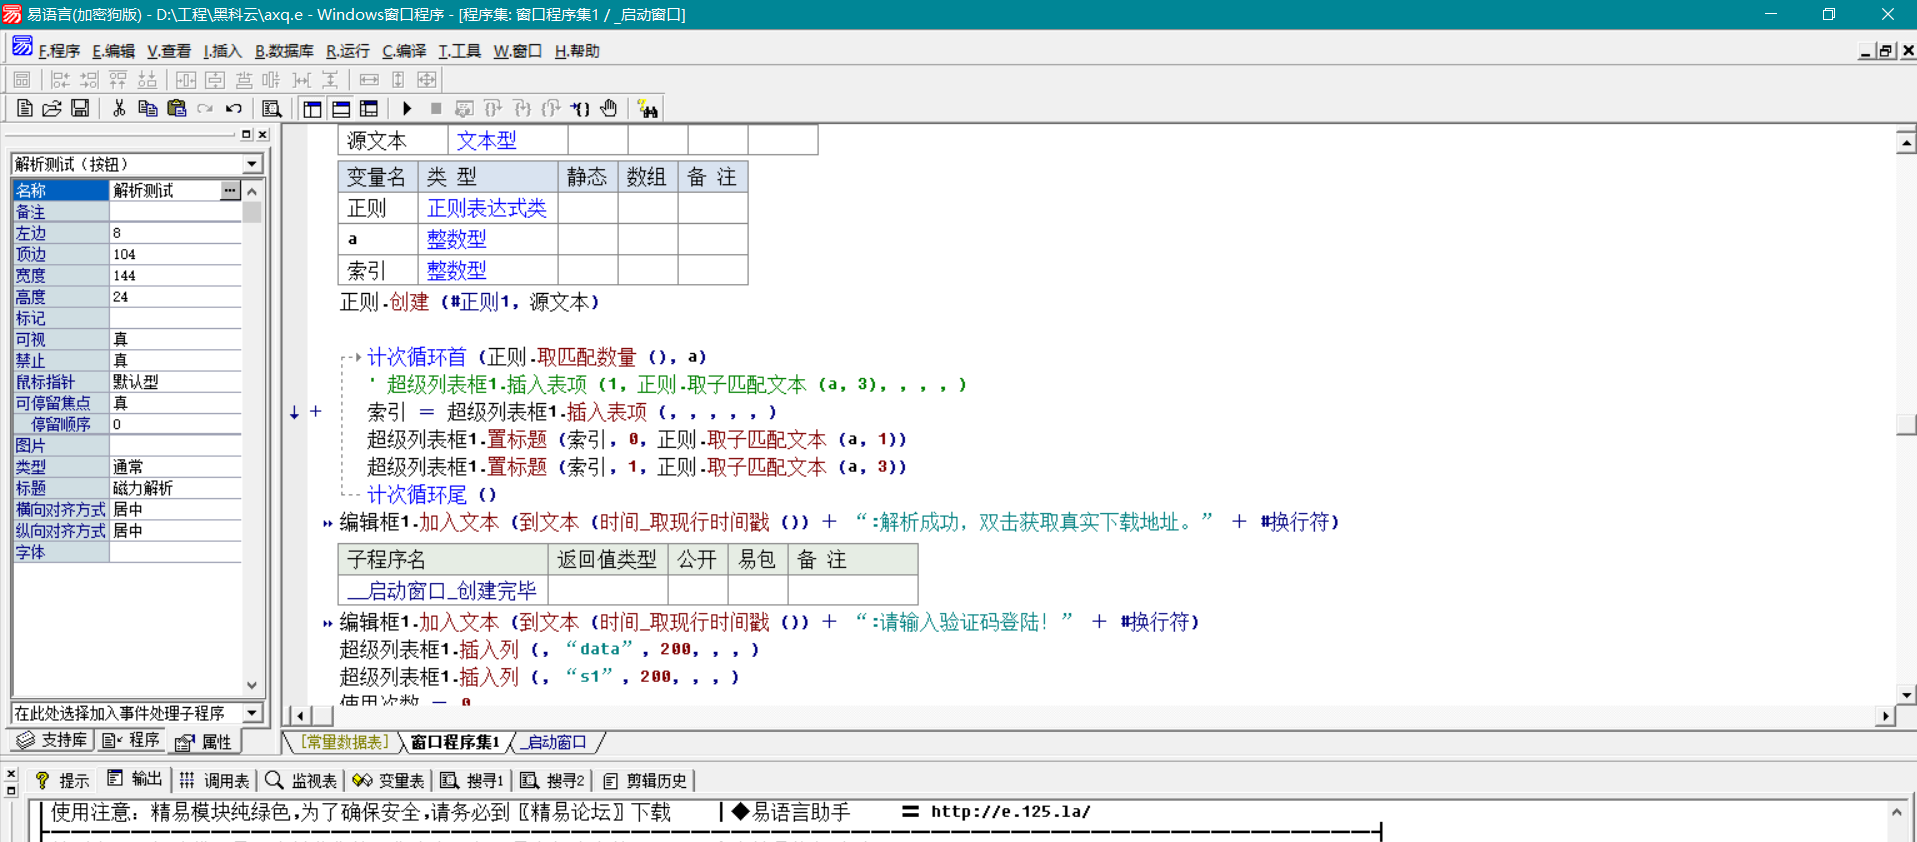 易语言(加密狗版) - D:\工程\黑科云\axq.e - Windows窗口程序 - [程序集: 窗口程序集1 / _启动窗口]
F.程序 E.编辑 V.查看 I.插入 B.数据库 R.运行 C.编译 T.工具 W.窗口 H.帮助
解析测试（按钮）
名称 解析测试
备注
左边 8
顶边 104
宽度 144
高度 24
标记
可视 真
禁止 真
鼠标指针 默认型
可停留焦点 真
停留顺序 0
图片
类型 通常
标题 磁力解析
横向对齐方式 居中
纵向对齐方式 居中
字体
在此处选择加入事件处理子程序
支持库 程序 属性
源文本 文本型
变量名 类 型 静态 数组 备 注
正则 正则表达式类
a 整数型
索引 整数型
正则.创建 (#正则1, 源文本)
计次循环首 (正则.取匹配数量 (), a)
' 超级列表框1.插入表项 (1, 正则.取子匹配文本 (a, 3), , , , )
索引 = 超级列表框1.插入表项 (, , , , , )
超级列表框1.置标题 (索引, 0, 正则.取子匹配文本 (a, 1))
超级列表框1.置标题 (索引, 1, 正则.取子匹配文本 (a, 3))
计次循环尾 ()
编辑框1.加入文本 (到文本 (时间_取现行时间戳 ()) + “:解析成功，双击获取真实下载地址。” + #换行符)
子程序名 返回值类型 公开 易包 备 注
__启动窗口_创建完毕
编辑框1.加入文本 (到文本 (时间_取现行时间戳 ()) + “:请输入验证码登陆！” + #换行符)
超级列表框1.插入列 (, “data”, 200, , , )
超级列表框1.插入列 (, “s1”, 200, , , )
使用次数 = 0
[常量数据表] 窗口程序集1 _启动窗口
提示 输出 调用表 监视表 变量表 搜寻1 搜寻2 剪辑历史
使用注意：精易模块纯绿色,为了确保安全,请务必到〖精易论坛〗下载 ┃◆易语言助手 = http://e.125.la/